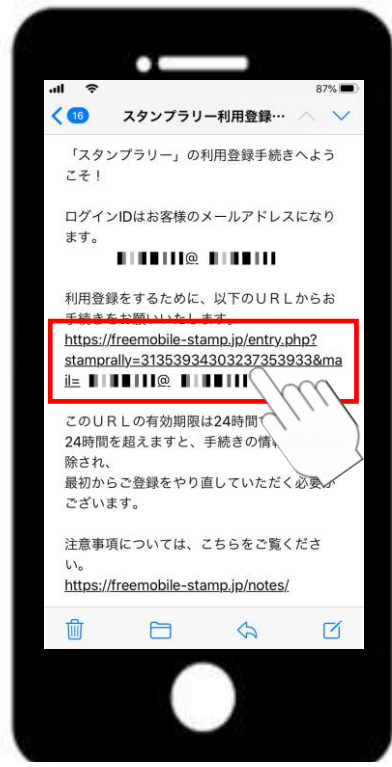 87%
16 スタンプラリー利用登録…
「スタンプラリー」の利用登録手続きへよう
こそ！
ログインIDはお客様のメールアドレスになり
ます。
@
利用登録をするために、以下のＵＲＬからお
手続きをお願いいたします。
https://freemobile-stamp.jp/entry.php?
stamprally=31353934303237353933&ma
il= @
このＵＲＬの有効期限は24時間で
24時間を超えますと、手続きの情
除され、
最初からご登録をやり直していただく必要が
ございます。
注意事項については、こちらをご覧くださ
い。
https://freemobile-stamp.jp/notes/